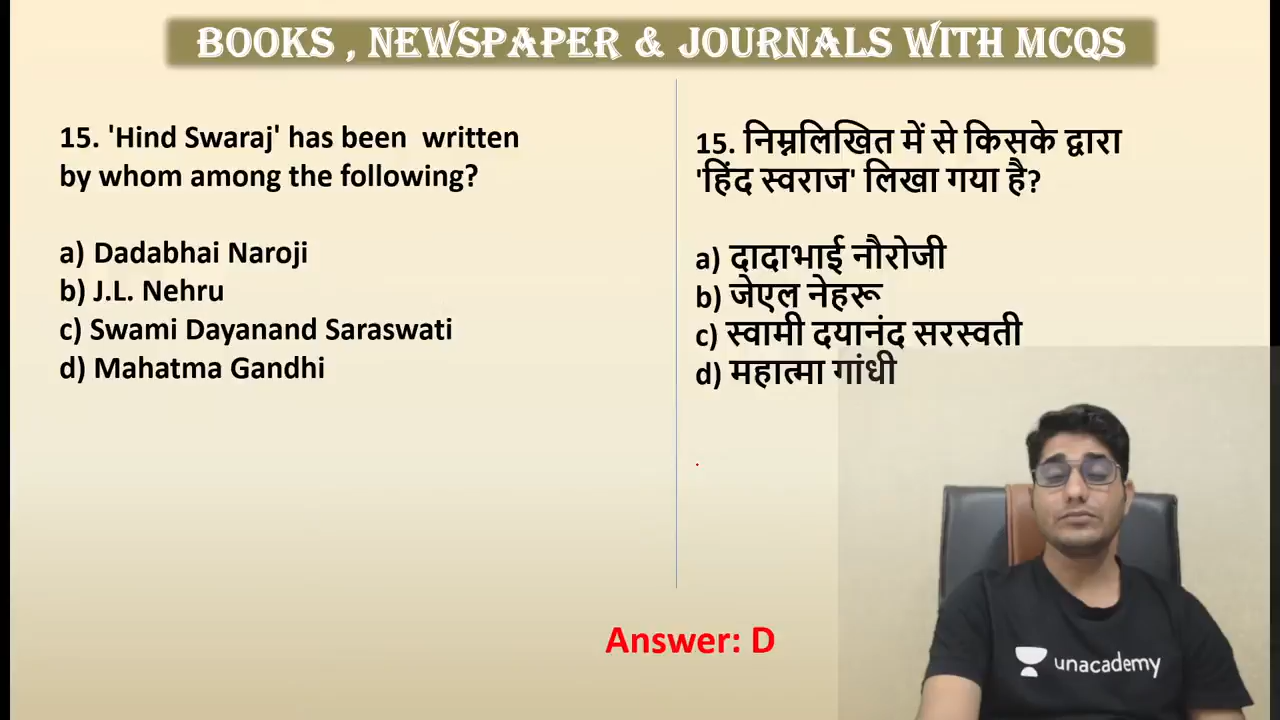 BOOKS , NEWSPAPER & JOURNALS WITH MCQS
15. 'Hind Swaraj' has been written
by whom among the following?
a) Dadabhai Naroji
b) J.L. Nehru
c) Swami Dayanand Saraswati
d) Mahatma Gandhi
15. निम्नलिखित में से किसके द्वारा
'हिंद स्वराज' लिखा गया है?
a) दादाभाई नौरोजी
b) जेएल नेहरू
c) स्वामी दयानंद सरस्वती
d) महात्मा गांधी
Answer: D
unacademy